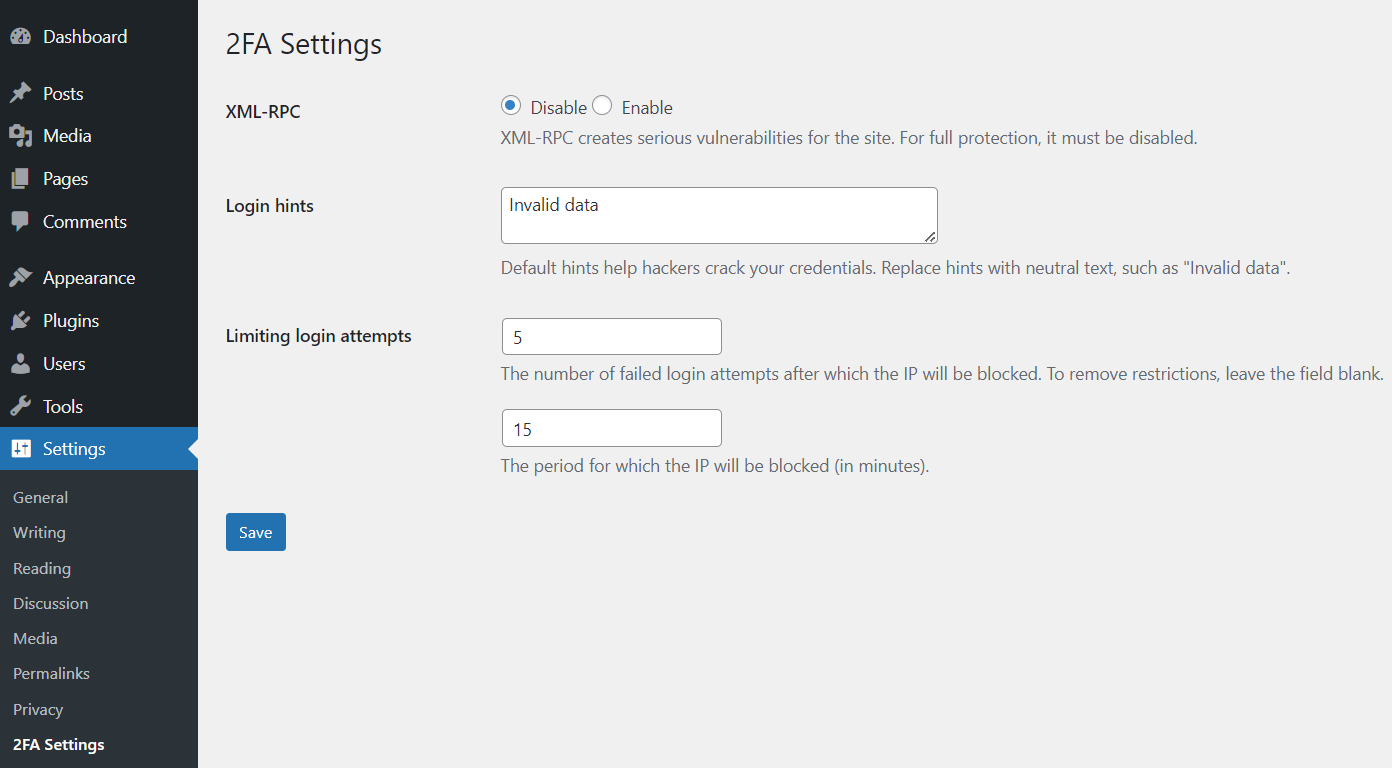 Dashboard
Posts
Media
Pages
Comments
Appearance
Plugins
Users
Tools
Settings
General
Writing
Reading
Discussion
Media
Permalinks
Privacy
2FA Settings
2FA Settings
XML-RPC
Disable Enable
XML-RPC creates serious vulnerabilities for the site. For full protection, it must be disabled.
Login hints
Invalid data
Default hints help hackers crack your credentials. Replace hints with neutral text, such as "Invalid data".
Limiting login attempts
5
The number of failed login attempts after which the IP will be blocked. To remove restrictions, leave the field blank.
15
The period for which the IP will be blocked (in minutes).
Save